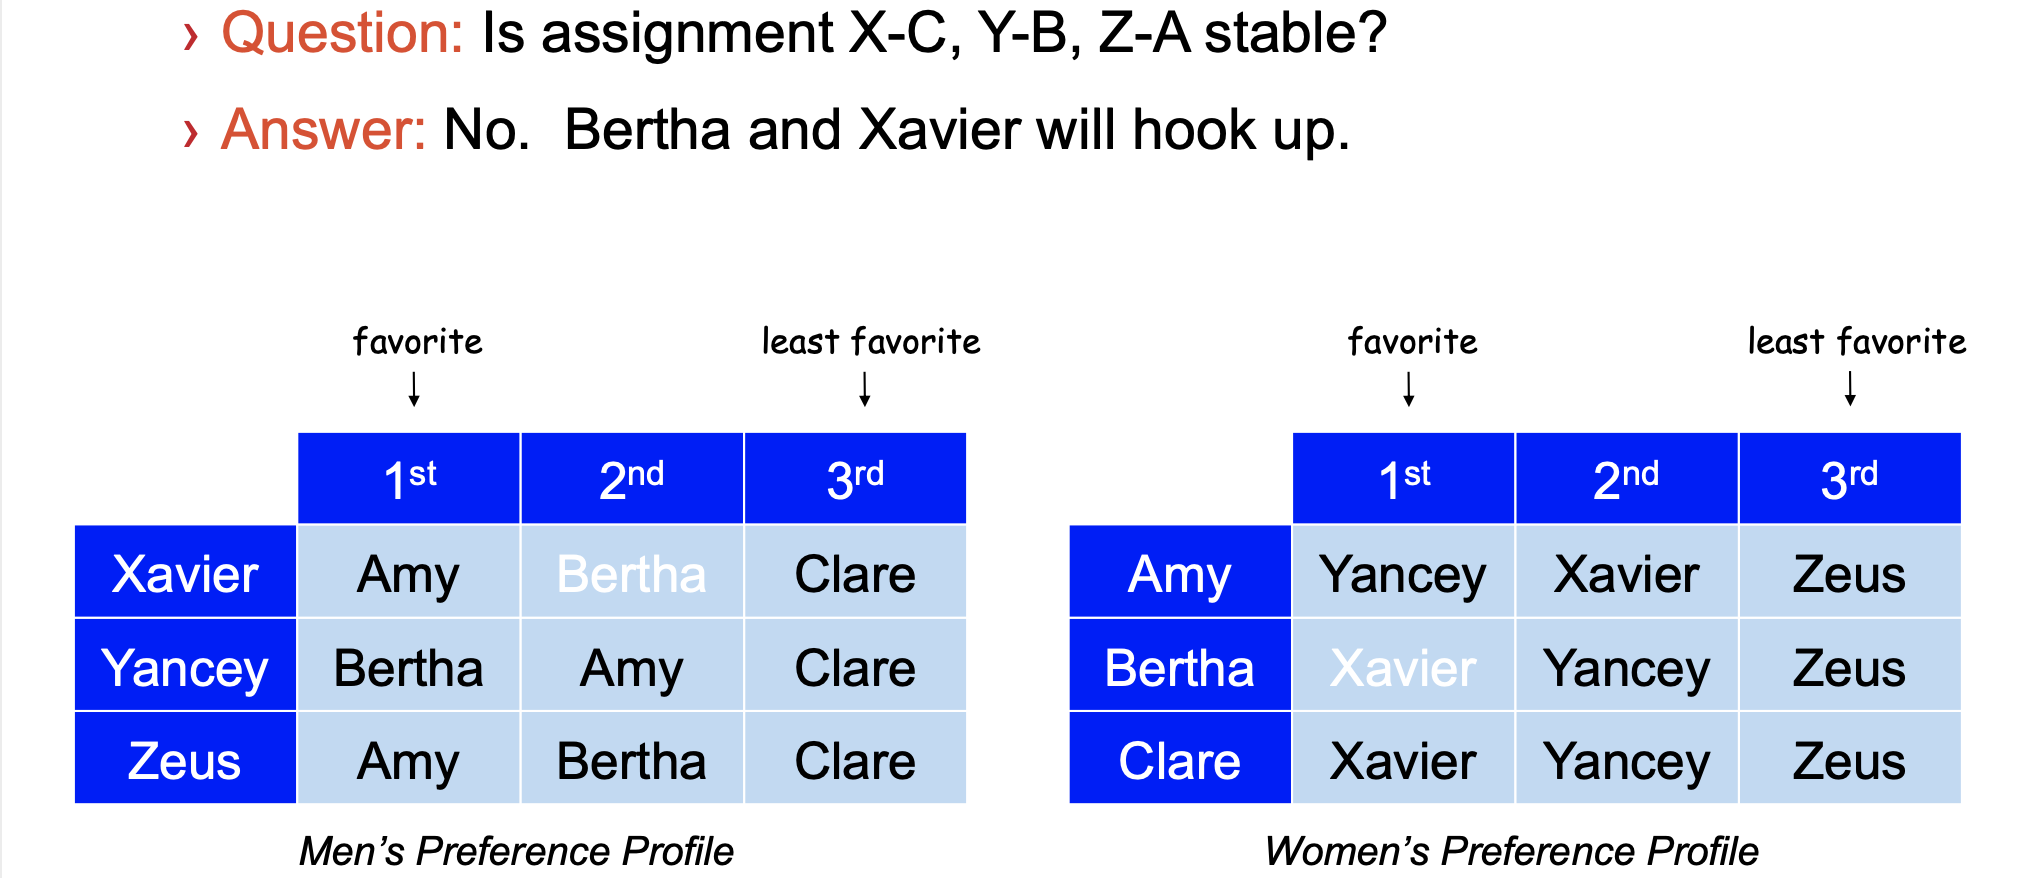 › Question: Is assignment X-C, Y-B, Z-A stable?
› Answer: No.  Bertha and Xavier will hook up.
favorite least favorite favorite least favorite
1st 2nd 3rd 1st 2nd 3rd
Xavier Amy Bertha Clare Amy Yancey Xavier Zeus
Yancey Bertha Amy Clare Bertha Xavier Yancey Zeus
Zeus Amy Bertha Clare Clare Xavier Yancey Zeus
Men’s Preference Profile Women’s Preference Profile